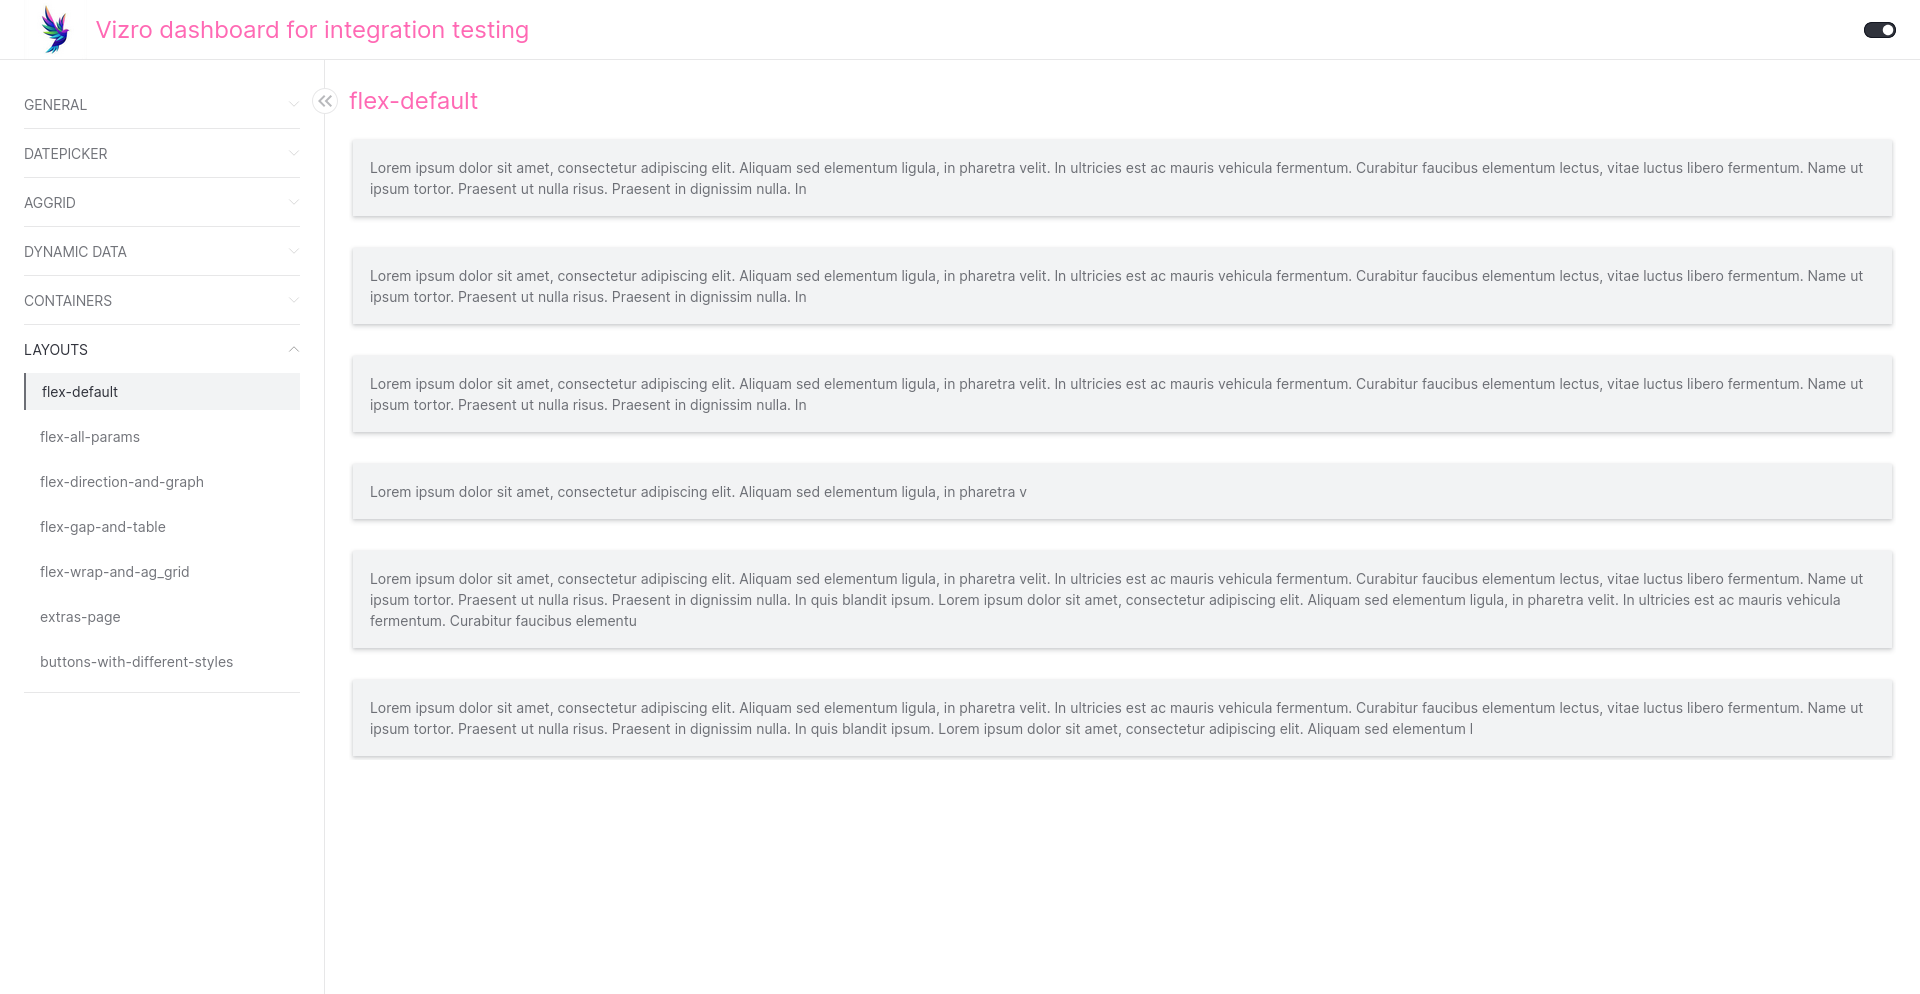 Vizro dashboard for integration testing
GENERAL
DATEPICKER
AGGRID
DYNAMIC DATA
CONTAINERS
LAYOUTS
flex-default
flex-all-params
flex-direction-and-graph
flex-gap-and-table
flex-wrap-and-ag_grid
extras-page
buttons-with-different-styles
flex-default
Lorem ipsum dolor sit amet, consectetur adipiscing elit. Aliquam sed elementum ligula, in pharetra velit. In ultricies est ac mauris vehicula fermentum. Curabitur faucibus elementum lectus, vitae luctus libero fermentum. Name ut
ipsum tortor. Praesent ut nulla risus. Praesent in dignissim nulla. In
Lorem ipsum dolor sit amet, consectetur adipiscing elit. Aliquam sed elementum ligula, in pharetra velit. In ultricies est ac mauris vehicula fermentum. Curabitur faucibus elementum lectus, vitae luctus libero fermentum. Name ut
ipsum tortor. Praesent ut nulla risus. Praesent in dignissim nulla. In
Lorem ipsum dolor sit amet, consectetur adipiscing elit. Aliquam sed elementum ligula, in pharetra velit. In ultricies est ac mauris vehicula fermentum. Curabitur faucibus elementum lectus, vitae luctus libero fermentum. Name ut
ipsum tortor. Praesent ut nulla risus. Praesent in dignissim nulla. In
Lorem ipsum dolor sit amet, consectetur adipiscing elit. Aliquam sed elementum ligula, in pharetra v
Lorem ipsum dolor sit amet, consectetur adipiscing elit. Aliquam sed elementum ligula, in pharetra velit. In ultricies est ac mauris vehicula fermentum. Curabitur faucibus elementum lectus, vitae luctus libero fermentum. Name ut
ipsum tortor. Praesent ut nulla risus. Praesent in dignissim nulla. In quis blandit ipsum. Lorem ipsum dolor sit amet, consectetur adipiscing elit. Aliquam sed elementum ligula, in pharetra velit. In ultricies est ac mauris vehicula
fermentum. Curabitur faucibus elementu
Lorem ipsum dolor sit amet, consectetur adipiscing elit. Aliquam sed elementum ligula, in pharetra velit. In ultricies est ac mauris vehicula fermentum. Curabitur faucibus elementum lectus, vitae luctus libero fermentum. Name ut
ipsum tortor. Praesent ut nulla risus. Praesent in dignissim nulla. In quis blandit ipsum. Lorem ipsum dolor sit amet, consectetur adipiscing elit. Aliquam sed elementum l